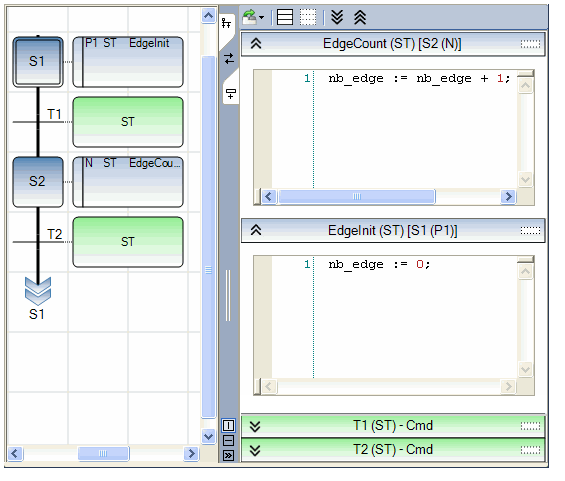 S1
P1 ST EdgeInit
T1
ST
S2
N ST EdgeCou...
T2
ST
S1
EdgeCount (ST) [S2 (N)]
1 nb_edge := nb_edge + 1;
EdgeInit (ST) [S1 (P1)]
1 nb_edge := 0;
T1 (ST) - Cmd
T2 (ST) - Cmd